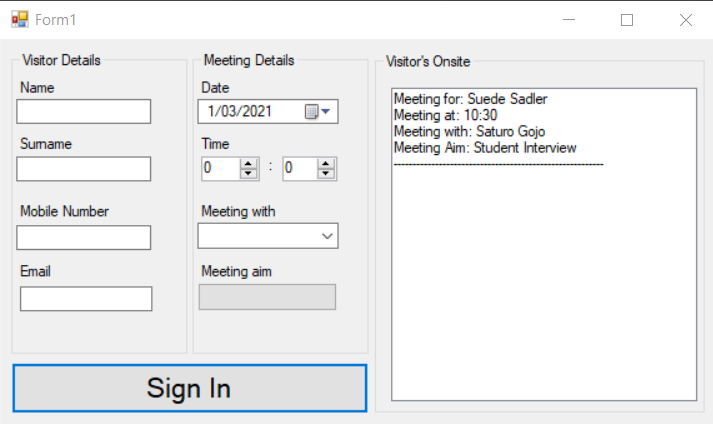 Form1
Visitor Details
Name
Surname
Mobile Number
Email
Meeting Details
Date
1/03/2021
Time
0 : 0
Meeting with
Meeting aim
Sign In
Visitor's Onsite
Meeting for: Suede Sadler
Meeting at: 10:30
Meeting with: Saturo Gojo
Meeting Aim: Student Interview
----------------------------------------------------------